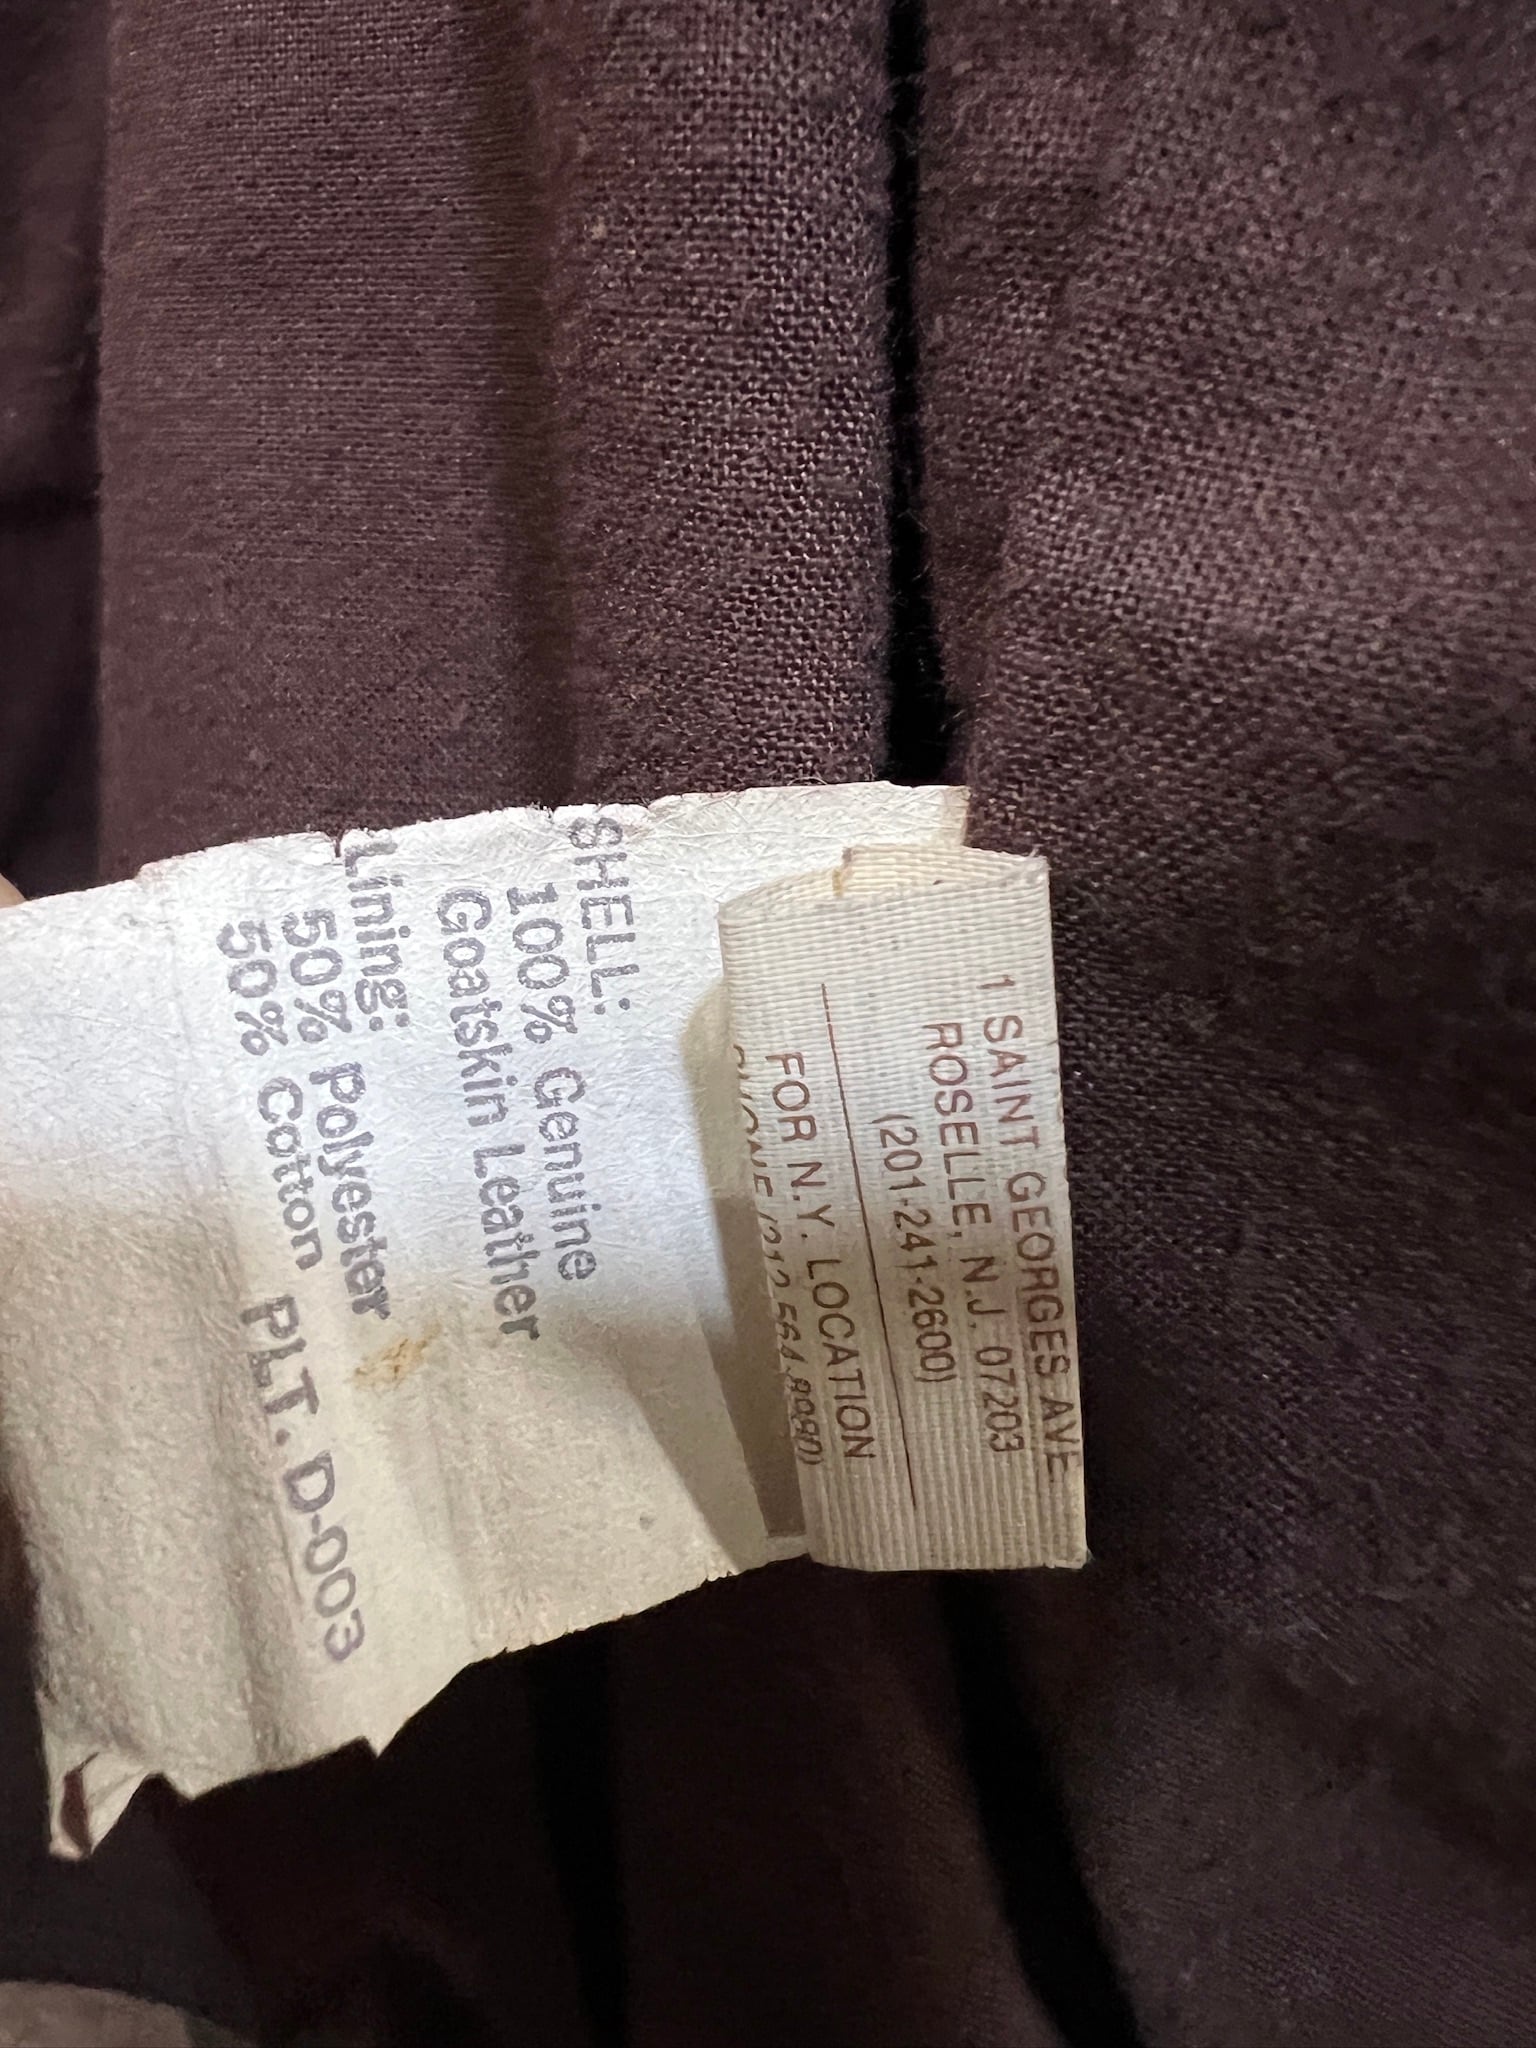 1 SAINT GEORGES AVE
ROSELLE, N.J. 07203
(201-241-2600)
FOR N.Y. LOCATION
SHELL:
100% Genuine
Goatskin Leather
Lining:
50% Polyester
50% Cotton PLT. D-003